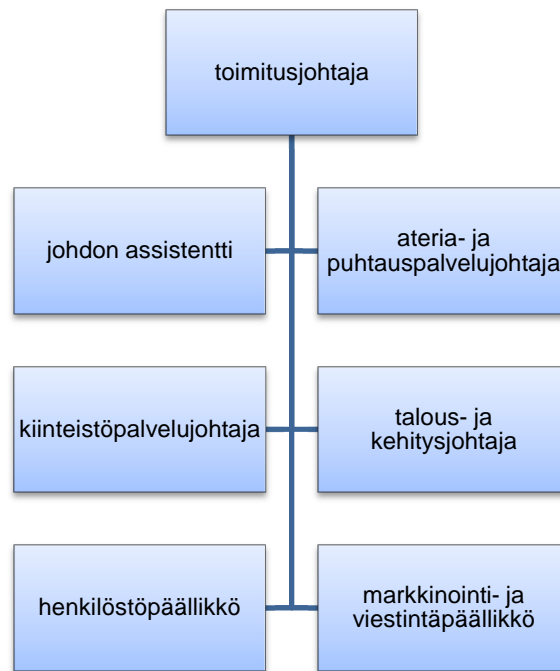 toimitusjohtaja
johdon assistentti
ateria- ja
puhtauspalvelujohtaja
kiinteistöpalvelujohtaja
talous- ja
kehitysjohtaja
henkilöstöpäällikkö
markkinointi- ja
viestintäpäällikkö